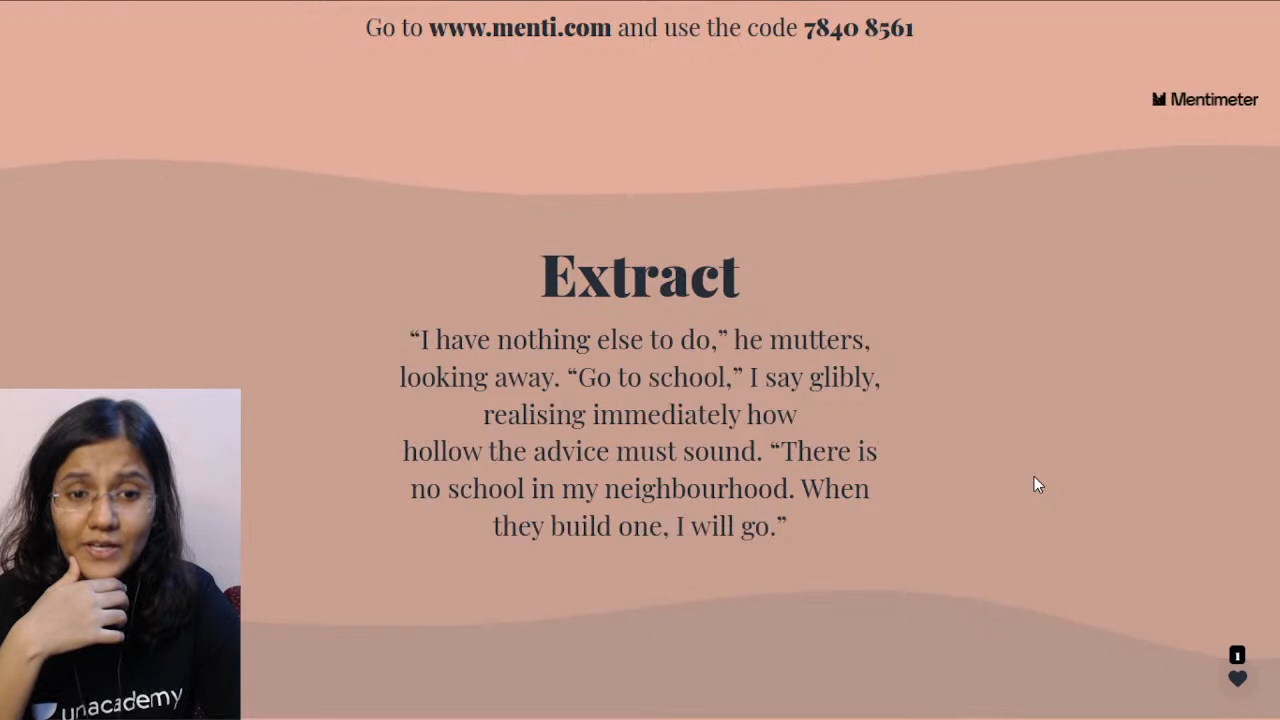 Go to www.menti.com and use the code 7840 8561
Mentimeter
Extract
“I have nothing else to do,” he mutters,
looking away. “Go to school,” I say glibly,
realising immediately how
hollow the advice must sound. “There is
no school in my neighbourhood. When
they build one, I will go.”
1
unacademy